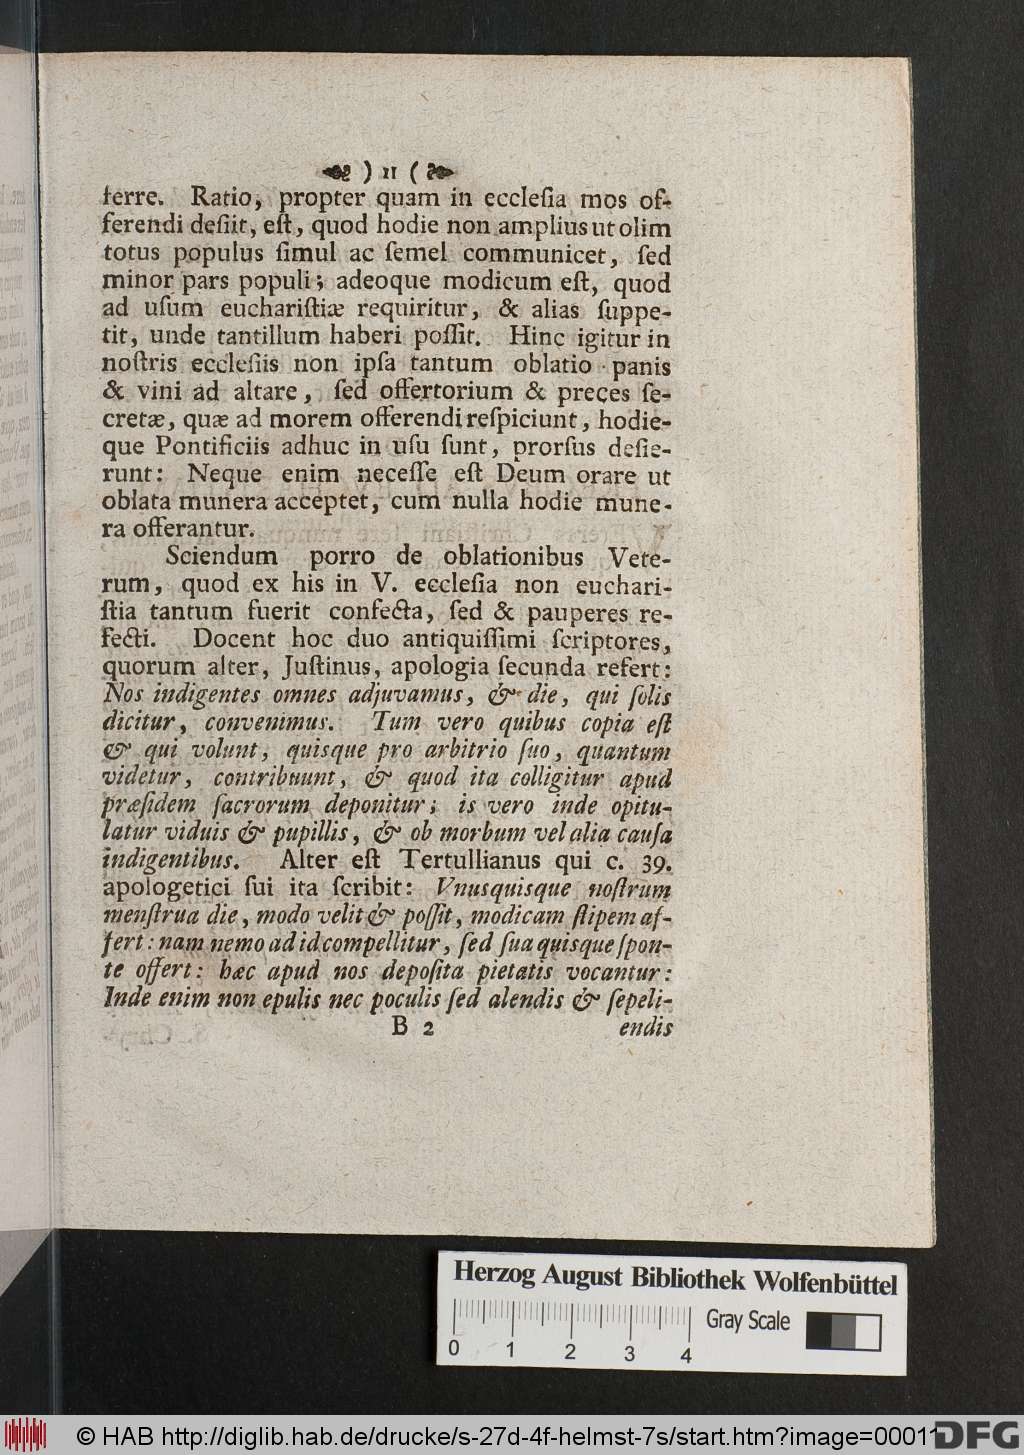 ) 11 (
ferre. Ratio, propter quam in eccleſia mos of-
ferendi deſiit, eſt, quod hodie non amplius ut olim
totus populus ſimul ac ſemel communicet, ſed
minor pars populi; adeoque modicum eſt, quod
ad uſum euchariſtiæ requiritur, & alias ſuppe-
tit, unde tantillum haberi poſſit. Hinc igitur in
noſtris eccleſiis non ipſa tantum oblatio panis
& vini ad altare, ſed offertorium & preces ſe-
cretæ, quæ ad morem offerendi reſpiciunt, hodie-
que Pontificiis adhuc in uſu ſunt, prorſus deſie-
runt: Neque enim neceſſe eſt Deum orare ut
oblata munera acceptet, cum nulla hodie mune-
ra offerantur.
Sciendum porro de oblationibus Vete-
rum, quod ex his in V. eccleſia non euchari-
ſtia tantum fuerit confecta, ſed & pauperes re-
fecti. Docent hoc duo antiquiſſimi ſcriptores,
quorum alter, Juſtinus, apologia ſecunda refert:
Nos indigentes omnes adjuvamus, & die, qui ſolis
dicitur, convenimus. Tum vero quibus copia eſt
& qui volunt, quisque pro arbitrio ſuo, quantum
videtur, contribuunt, & quod ita colligitur apud
præſidem ſacrorum deponitur; is vero inde opitu-
latur viduis & pupillis, & ob morbum vel alia cauſa
indigentibus. Alter eſt Tertullianus qui c. 39.
apologetici ſui ita ſcribit: Vnusquisque noſtrum
menſtrua die, modo velit & poſſit, modicam ſtipem af-
fert: nam nemo ad id compellitur, ſed ſua quisque ſpon-
te offert: hæc apud nos depoſita pietatis vocantur:
Inde enim non epulis nec poculis ſed alendis & ſepeli-
B 2 endis
Herzog August Bibliothek Wolfenbüttel
Gray Scale
0 1 2 3 4
© HAB http://diglib.hab.de/drucke/s-27d-4f-helmst-7s/start.htm?image=00011
DFG